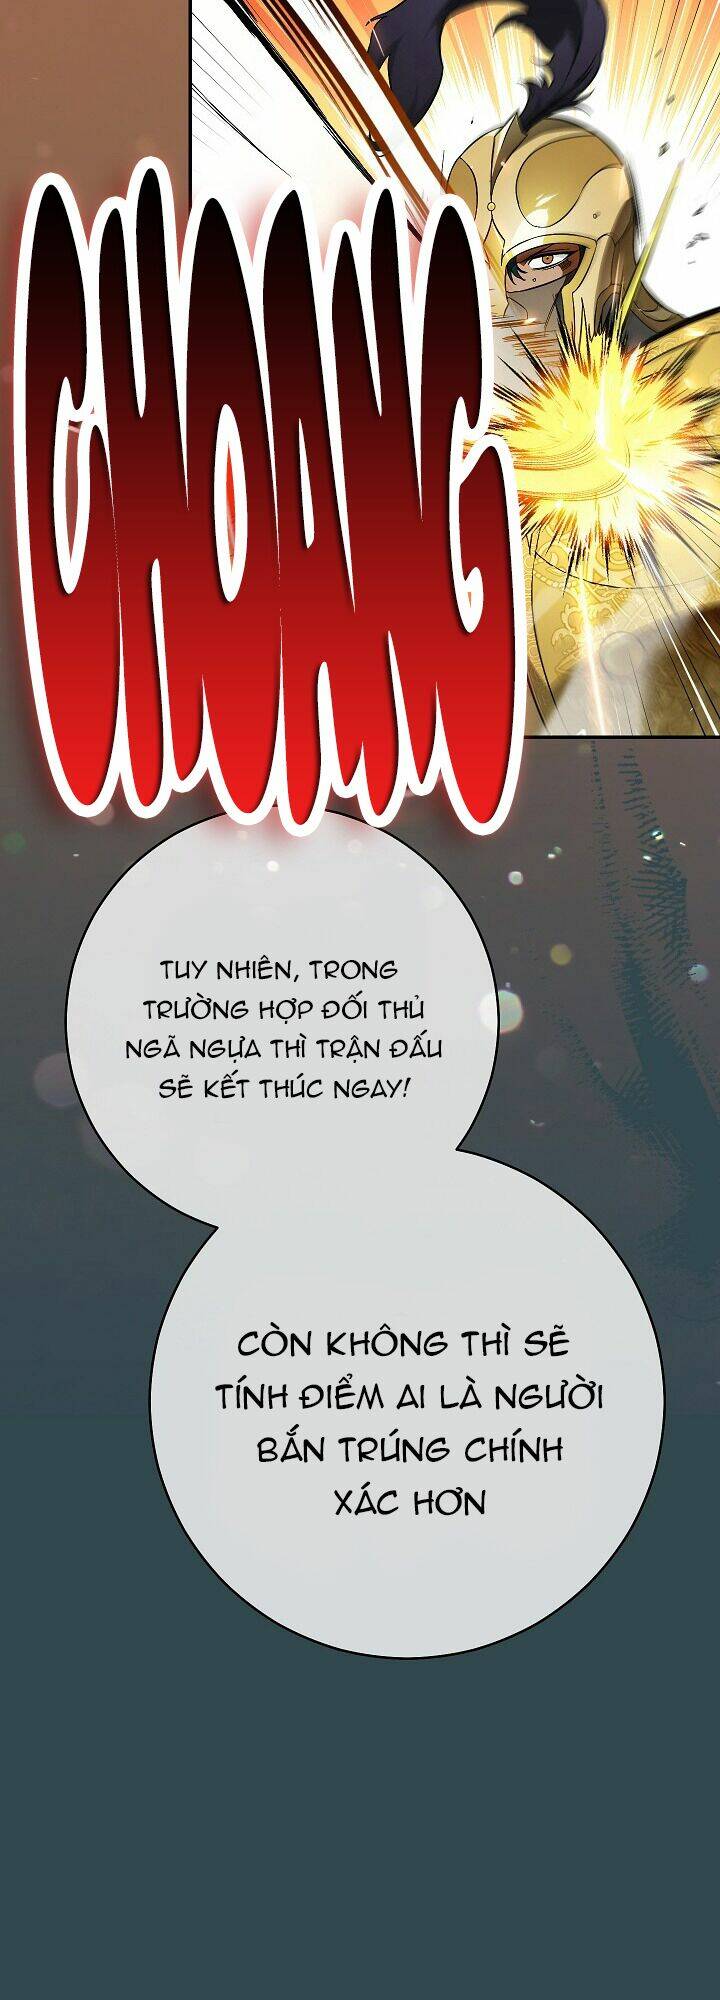 CHOANG
TUY NHIÊN, TRONG
TRƯỜNG HỢP ĐỐI THỦ
NGÃ NGỰA THÌ TRẬN ĐẤU
SẼ KẾT THÚC NGAY!
CÒN KHÔNG THÌ SẼ
TÍNH ĐIỂM AI LÀ NGƯỜI
BẮN TRÚNG CHÍNH
XÁC HƠN